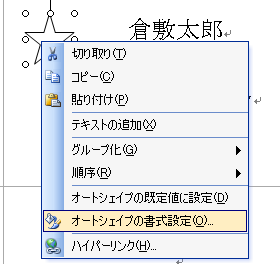 倉敷太郎
切り取り(T)
コピー(C)
貼り付け(P)
テキストの追加(X)
グループ化(G)
順序(R)
オートシェイプの既定値に設定(D)
オートシェイプの書式設定(O)...
ハイパーリンク(H)...